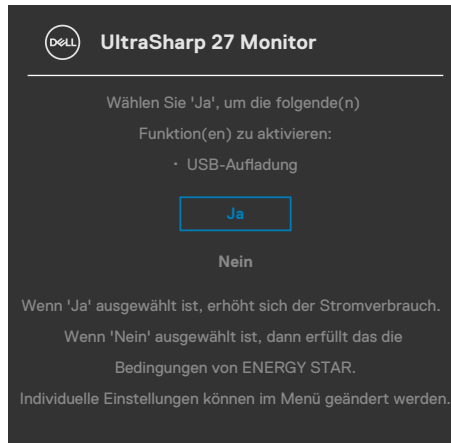 DELL
UltraSharp 27 Monitor
Wählen Sie 'Ja', um die folgende(n)
Funktion(en) zu aktivieren:
· USB-Aufladung
Ja
Nein
Wenn 'Ja' ausgewählt ist, erhöht sich der Stromverbrauch.
Wenn 'Nein' ausgewählt ist, dann erfüllt das die
Bedingungen von ENERGY STAR.
Individuelle Einstellungen können im Menü geändert werden.